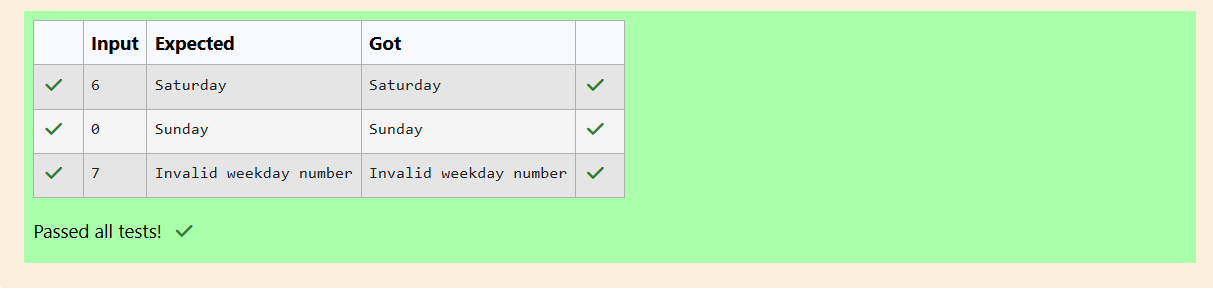 Input Expected Got
6 Saturday Saturday
0 Sunday Sunday
7 Invalid weekday number Invalid weekday number
Passed all tests!